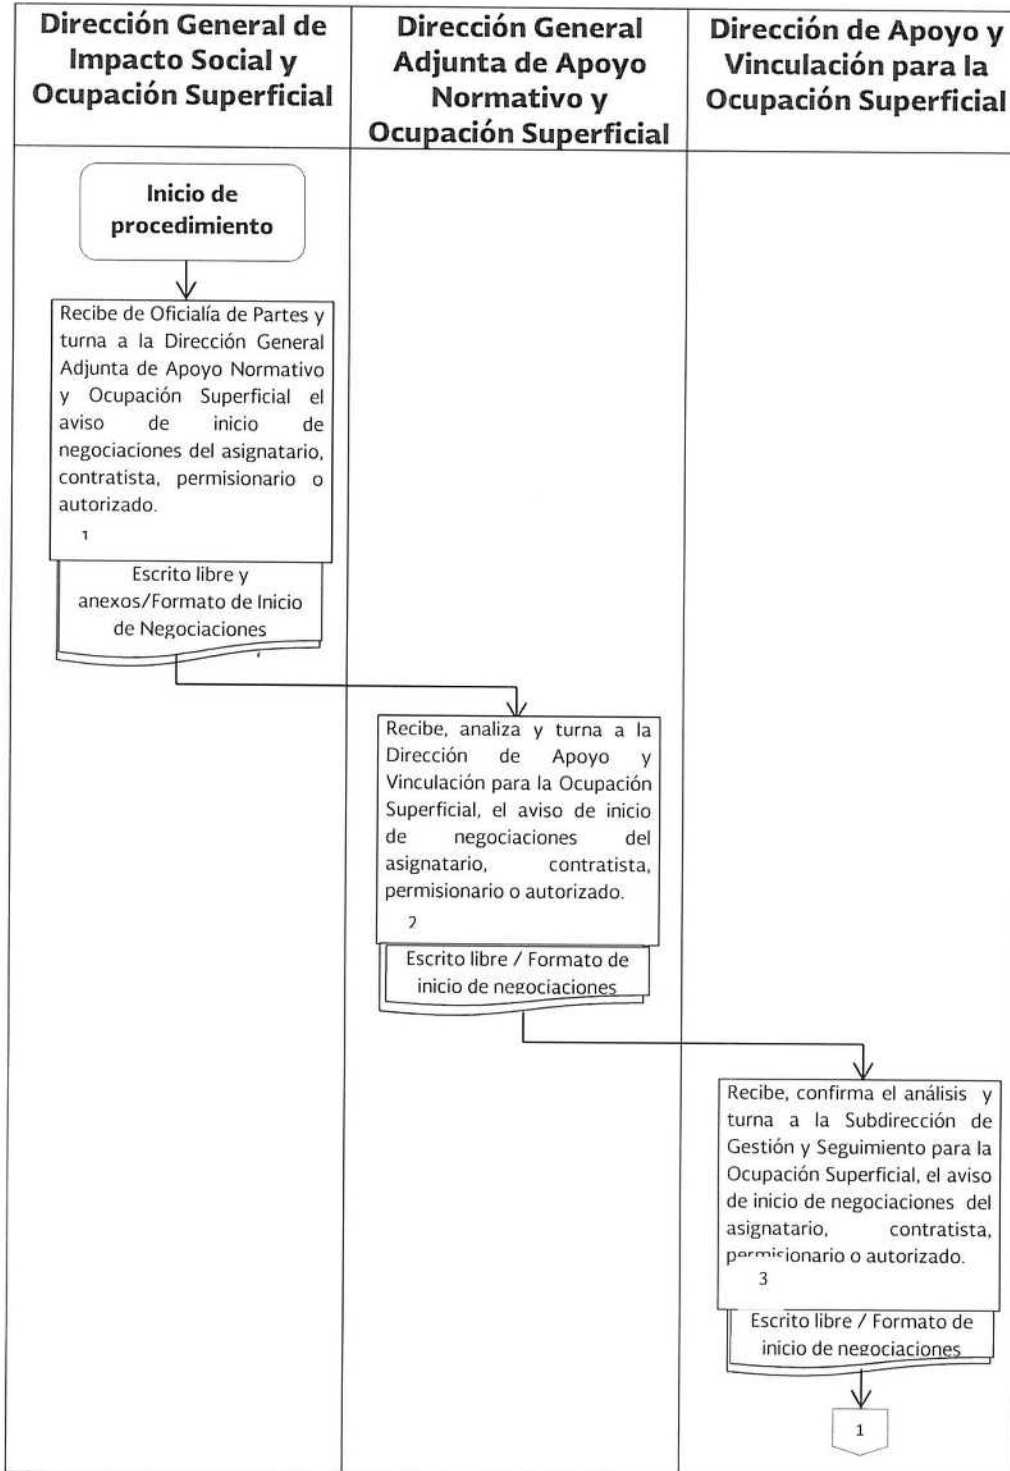 Dirección General de
Impacto Social y
Ocupación Superficial
Dirección General
Adjunta de Apoyo
Normativo y
Ocupación Superficial
Dirección de Apoyo y
Vinculación para la
Ocupación Superficial
Inicio de
procedimiento
Recibe de Oficialía de Partes y
turna a la Dirección General
Adjunta de Apoyo Normativo
y Ocupación Superficial el
aviso de inicio de
negociaciones del asignatario,
contratista, permisionario o
autorizado.
1
Escrito libre y
anexos/Formato de Inicio
de Negociaciones
Recibe, analiza y turna a la
Dirección de Apoyo y
Vinculación para la Ocupación
Superficial, el aviso de inicio
de negociaciones del
asignatario, contratista,
permisionario o autorizado.
2
Escrito libre / Formato de
inicio de negociaciones
Recibe, confirma el análisis y
turna a la Subdirección de
Gestión y Seguimiento para la
Ocupación Superficial, el aviso
de inicio de negociaciones del
asignatario, contratista,
permisionario o autorizado.
3
Escrito libre / Formato de
inicio de negociaciones
1